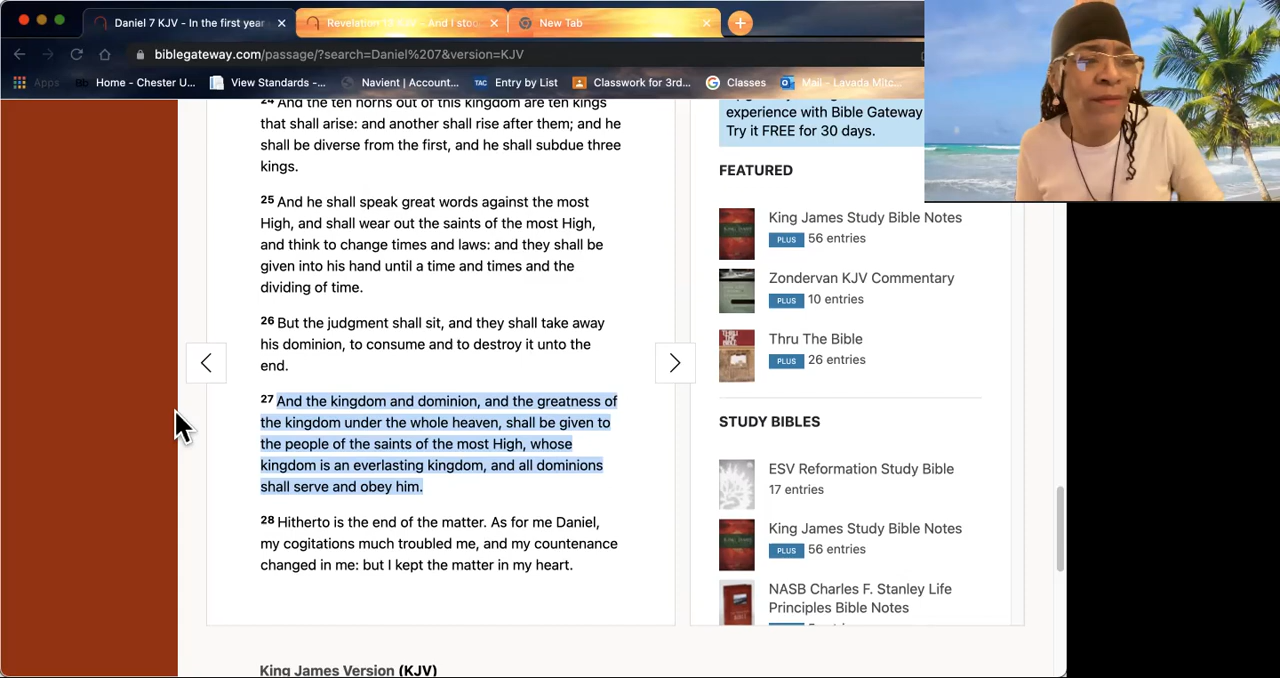 Daniel 7 KJV - In the first year
Revelation 13 KJV - And I stoo
New Tab
biblegateway.com/passage/?search=Daniel%207&version=KJV
Apps
Home - Chester U...
View Standards -...
Navient | Account...
TAC Entry by List
Classwork for 3rd...
Classes
Mail - Lavada Mitc...
24 And the ten horns out of this kingdom are ten kings
that shall arise: and another shall rise after them; and he
shall be diverse from the first, and he shall subdue three
kings.
25 And he shall speak great words against the most
High, and shall wear out the saints of the most High,
and think to change times and laws: and they shall be
given into his hand until a time and times and the
dividing of time.
26 But the judgment shall sit, and they shall take away
his dominion, to consume and to destroy it unto the
end.
27 And the kingdom and dominion, and the greatness of
the kingdom under the whole heaven, shall be given to
the people of the saints of the most High, whose
kingdom is an everlasting kingdom, and all dominions
shall serve and obey him.
28 Hitherto is the end of the matter. As for me Daniel,
my cogitations much troubled me, and my countenance
changed in me: but I kept the matter in my heart.
King James Version (KJV)
experience with Bible Gateway
Try it FREE for 30 days.
FEATURED
King James Study Bible Notes
PLUS 56 entries
Zondervan KJV Commentary
PLUS 10 entries
Thru The Bible
PLUS 26 entries
STUDY BIBLES
ESV Reformation Study Bible
17 entries
King James Study Bible Notes
PLUS 56 entries
NASB Charles F. Stanley Life
Principles Bible Notes